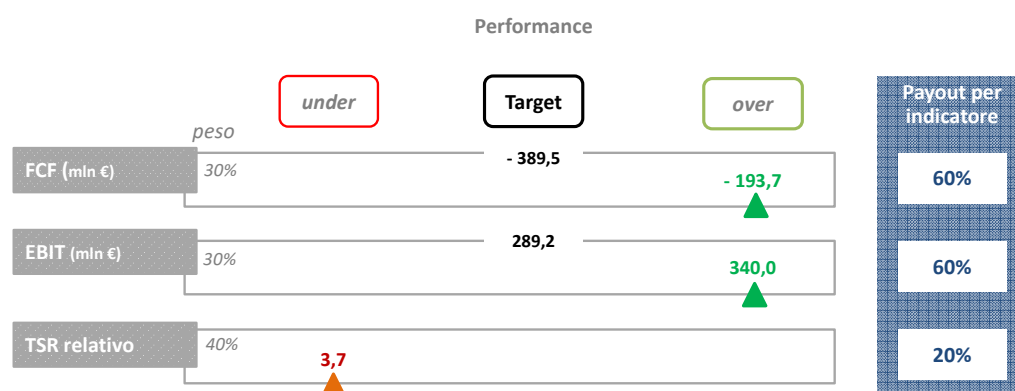 Performance
under
Target
over
Payout per
indicatore
peso
FCF (mln €)
30%
- 389,5
- 193,7
60%
EBIT (mln €)
30%
289,2
340,0
60%
TSR relativo
40%
3,7
20%